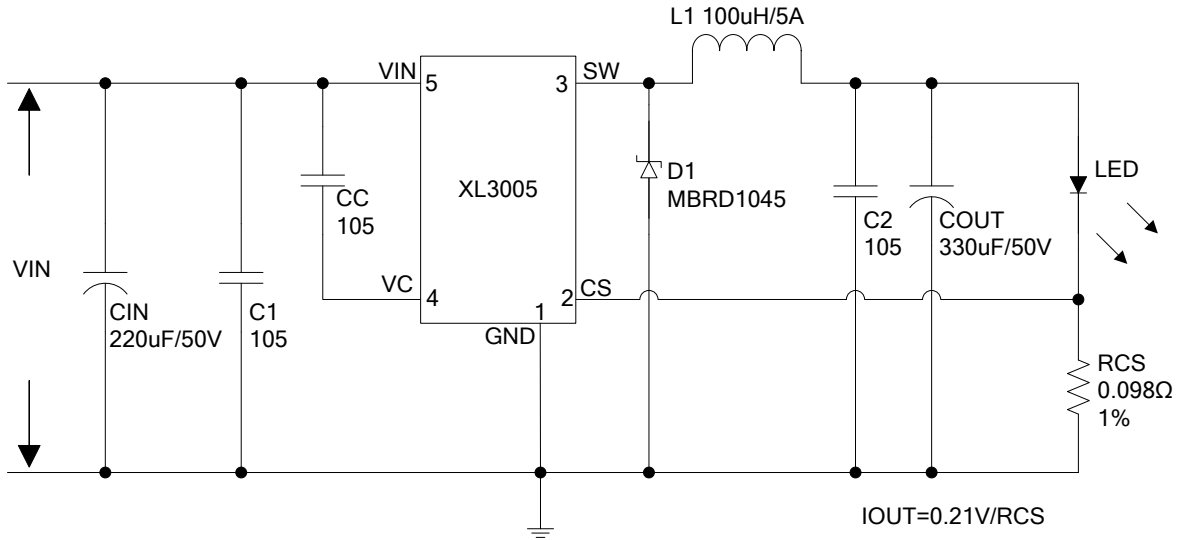 L1 100uH/5A
VIN
5
3
SW
XL3005
CC
105
D1
MBRD1045
LED
C2
105
COUT
330uF/50V
VIN
VC
4
2
CS
CIN
220uF/50V
C1
105
1
GND
RCS
0.098Ω
1%
IOUT=0.21V/RCS